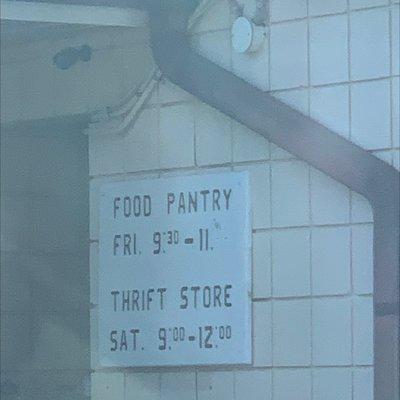 FOOD PANTRY
FRI. 9:30-11.
THRIFT STORE
SAT. 9:00-12:00